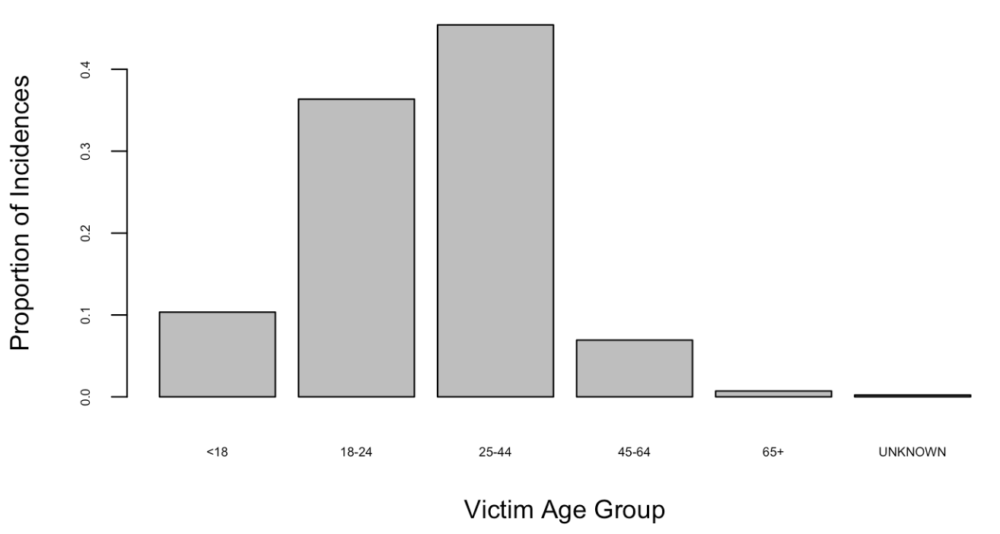 Proportion of Incidences
0.4
0.3
0.2
0.1
0.0
<18 18-24 25-44 45-64 65+ UNKNOWN
Victim Age Group